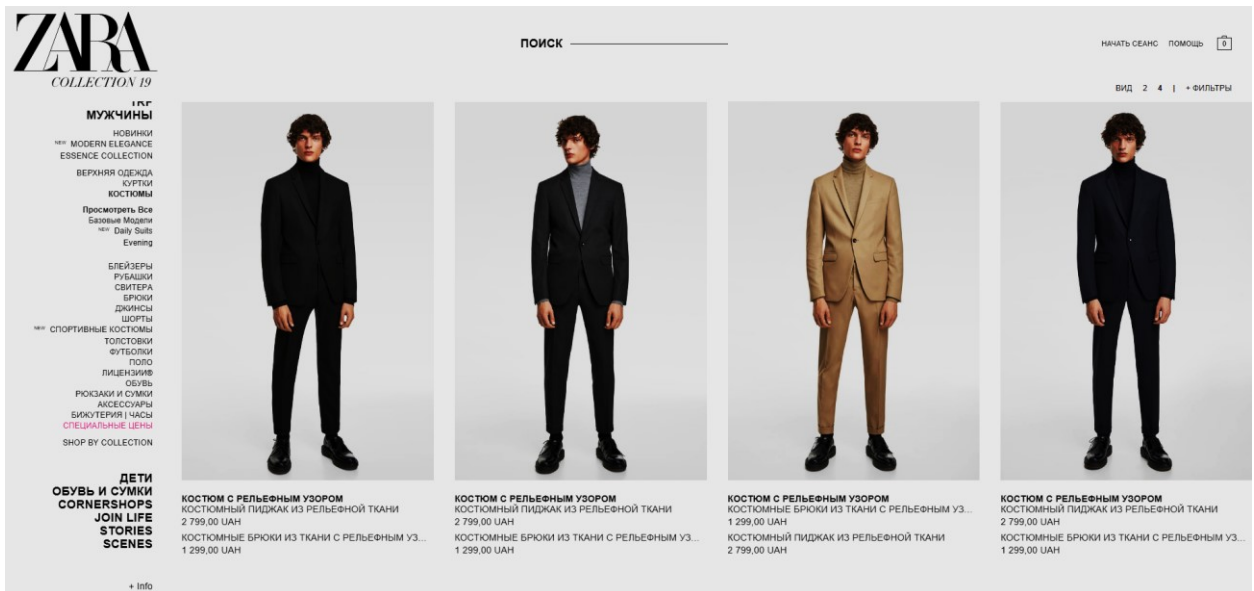 ZARA
COLLECTION 19
ПОИСК
НАЧАТЬ СЕАНС ПОМОЩЬ 0
ВИД 2 4 | + ФИЛЬТРЫ
TRF
МУЖЧИНЫ
НОВИНКИ
NEW MODERN ELEGANCE
ESSENCE COLLECTION
ВЕРХНЯЯ ОДЕЖДА
КУРТКИ
КОСТЮМЫ
Просмотреть Все
Базовые Модели
NEW Daily Suits
Evening
БЛЕЙЗЕРЫ
РУБАШКИ
СВИТЕРА
БРЮКИ
ДЖИНСЫ
ШОРТЫ
NEW СПОРТИВНЫЕ КОСТЮМЫ
ТОЛСТОВКИ
ФУТБОЛКИ
ПОЛО
ЛИЦЕНЗИИ®
ОБУВЬ
РЮКЗАКИ И СУМКИ
АКСЕССУАРЫ
БИЖУТЕРИЯ | ЧАСЫ
СПЕЦИАЛЬНЫЕ ЦЕНЫ
SHOP BY COLLECTION
ДЕТИ
ОБУВЬ И СУМКИ
CORNERSHOPS
JOIN LIFE
STORIES
SCENES
+ Info
КОСТЮМ С РЕЛЬЕФНЫМ УЗОРОМ
КОСТЮМНЫЙ ПИДЖАК ИЗ РЕЛЬЕФНОЙ ТКАНИ
2 799,00 UAH
КОСТЮМНЫЕ БРЮКИ ИЗ ТКАНИ С РЕЛЬЕФНЫМ УЗ...
1 299,00 UAH
КОСТЮМ С РЕЛЬЕФНЫМ УЗОРОМ
КОСТЮМНЫЙ ПИДЖАК ИЗ РЕЛЬЕФНОЙ ТКАНИ
2 799,00 UAH
КОСТЮМНЫЕ БРЮКИ ИЗ ТКАНИ С РЕЛЬЕФНЫМ УЗ...
1 299,00 UAH
КОСТЮМ С РЕЛЬЕФНЫМ УЗОРОМ
КОСТЮМНЫЕ БРЮКИ ИЗ ТКАНИ С РЕЛЬЕФНЫМ УЗ...
1 299,00 UAH
КОСТЮМНЫЙ ПИДЖАК ИЗ РЕЛЬЕФНОЙ ТКАНИ
2 799,00 UAH
КОСТЮМ С РЕЛЬЕФНЫМ УЗОРОМ
КОСТЮМНЫЙ ПИДЖАК ИЗ РЕЛЬЕФНОЙ ТКАНИ
2 799,00 UAH
КОСТЮМНЫЕ БРЮКИ ИЗ ТКАНИ С РЕЛЬЕФНЫМ УЗ...
1 299,00 UAH